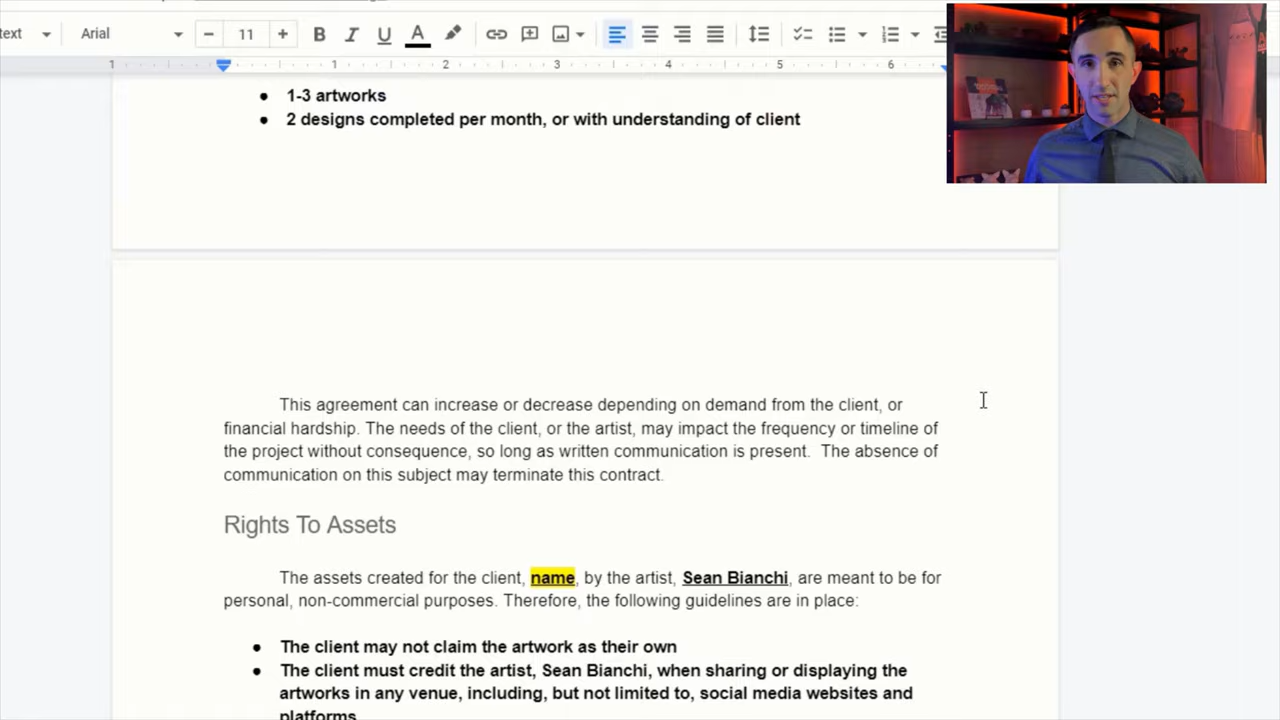 text
Arial
11
B
I
U
A
1
1
2
3
4
5
6
1-3 artworks
2 designs completed per month, or with understanding of client
This agreement can increase or decrease depending on demand from the client, or
financial hardship. The needs of the client, or the artist, may impact the frequency or timeline of
the project without consequence, so long as written communication is present.  The absence of
communication on this subject may terminate this contract.
Rights To Assets
The assets created for the client, name, by the artist, Sean Bianchi, are meant to be for
personal, non-commercial purposes. Therefore, the following guidelines are in place:
The client may not claim the artwork as their own
The client must credit the artist, Sean Bianchi, when sharing or displaying the
artworks in any venue, including, but not limited to, social media websites and
platforms